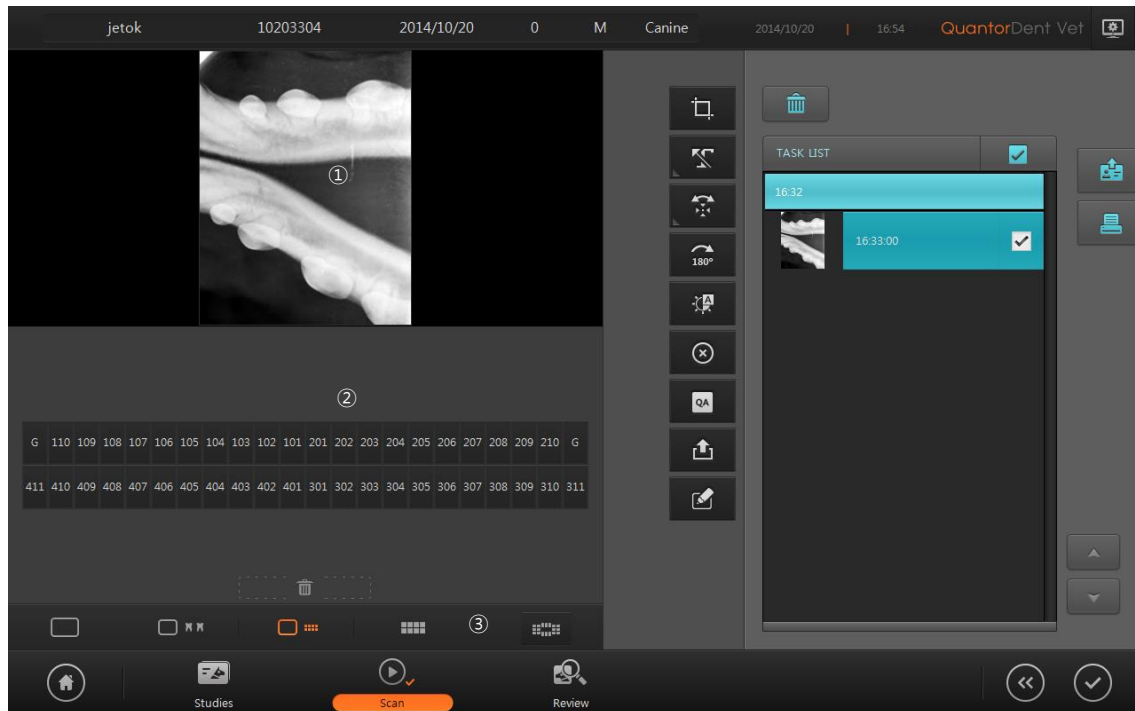 jetok 10203304 2014/10/20 0 M Canine 2014/10/20 | 16:54 QuantorDent Vet
①
180°
A
QA
TASK LIST
16:32
16:33:00
②
G 110 109 108 107 106 105 104 103 102 101 201 202 203 204 205 206 207 208 209 210 G
411 410 409 408 407 406 405 404 403 402 401 301 302 303 304 305 306 307 308 309 310 311
③
Studies Scan Review